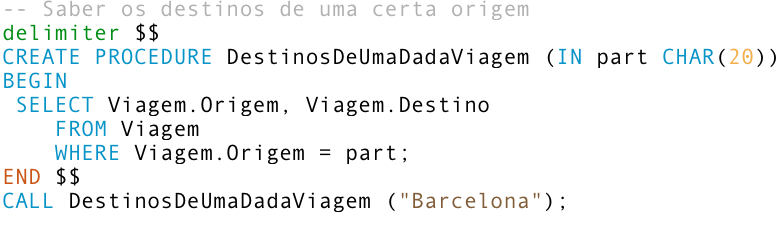 -- Saber os destinos de uma certa origem
delimiter $$
CREATE PROCEDURE DestinosDeUmaDadaViagem (IN part CHAR(20))
BEGIN
 SELECT Viagem.Origem, Viagem.Destino
    FROM Viagem
    WHERE Viagem.Origem = part;
END $$
CALL DestinosDeUmaDadaViagem ("Barcelona");